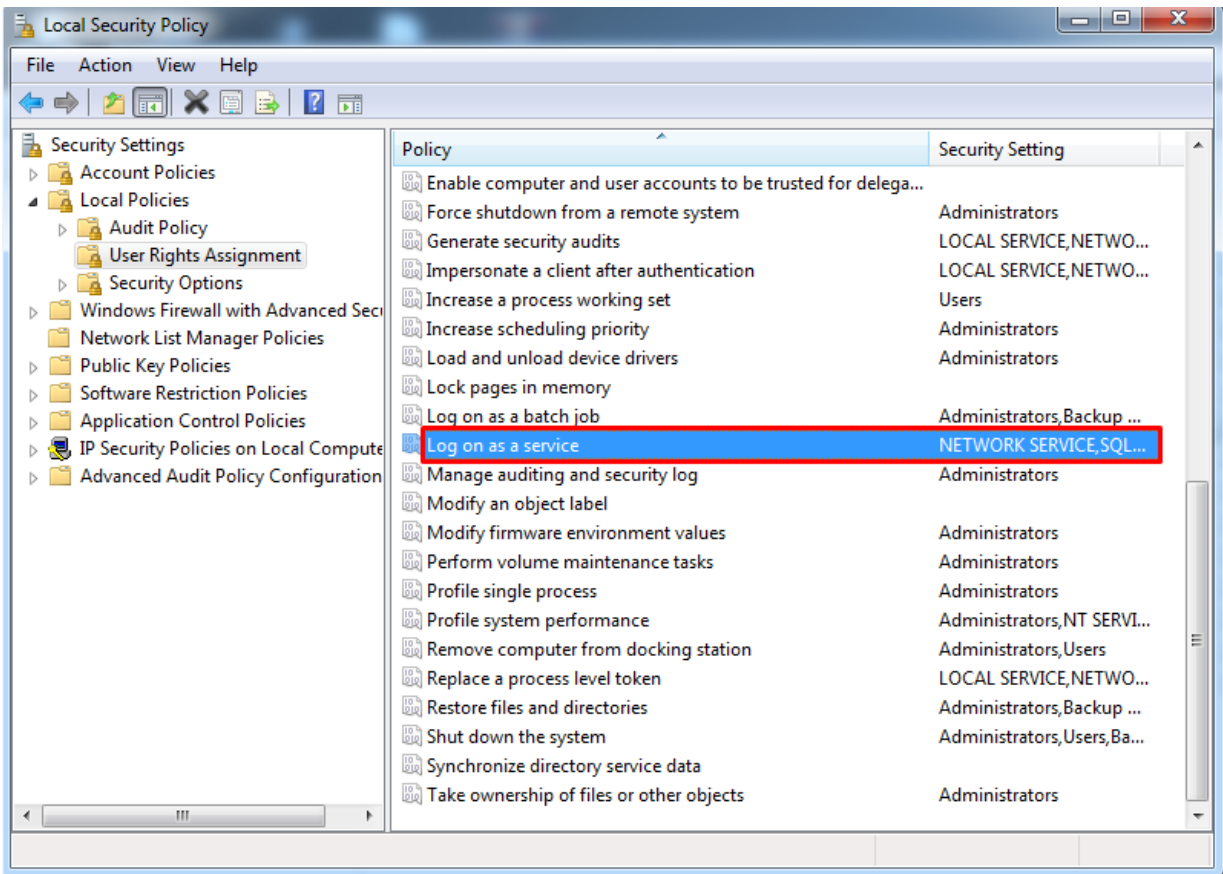 Local Security Policy
File Action View Help
Security Settings
Account Policies
Local Policies
Audit Policy
User Rights Assignment
Security Options
Windows Firewall with Advanced Secu
Network List Manager Policies
Public Key Policies
Software Restriction Policies
Application Control Policies
IP Security Policies on Local Compute
Advanced Audit Policy Configuration
Policy Security Setting
Enable computer and user accounts to be trusted for delega...
Force shutdown from a remote system Administrators
Generate security audits LOCAL SERVICE,NETWO...
Impersonate a client after authentication LOCAL SERVICE,NETWO...
Increase a process working set Users
Increase scheduling priority Administrators
Load and unload device drivers Administrators
Lock pages in memory
Log on as a batch job Administrators,Backup ...
Log on as a service NETWORK SERVICE,SQL...
Manage auditing and security log Administrators
Modify an object label
Modify firmware environment values Administrators
Perform volume maintenance tasks Administrators
Profile single process Administrators
Profile system performance Administrators,NT SERVI...
Remove computer from docking station Administrators,Users
Replace a process level token LOCAL SERVICE,NETWO...
Restore files and directories Administrators,Backup ...
Shut down the system Administrators,Users,Ba...
Synchronize directory service data
Take ownership of files or other objects Administrators